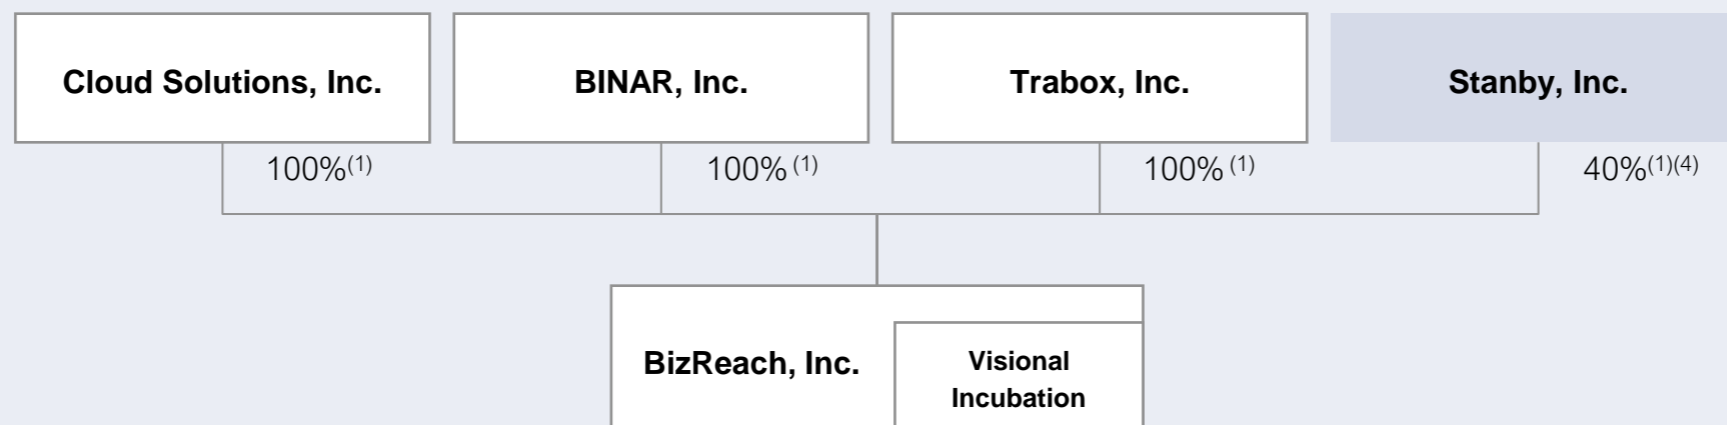 Cloud Solutions, Inc.
BINAR, Inc.
Trabox, Inc.
Stanby, Inc.
100%(1)
100% (1)
100% (1)
40%(1)(4)
BizReach, Inc.
Visional
Incubation